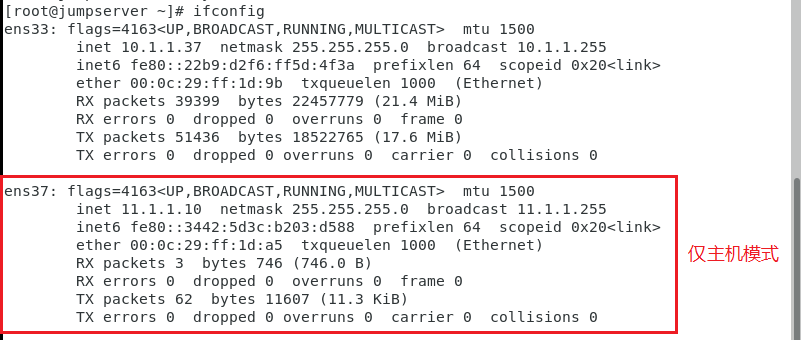 [root@jumpserver ~]# ifconfig
ens33: flags=4163<UP,BROADCAST,RUNNING,MULTICAST>  mtu 1500
        inet 10.1.1.37  netmask 255.255.255.0  broadcast 10.1.1.255
        inet6 fe80::22b9:d2f6:ff5d:4f3a  prefixlen 64  scopeid 0x20<link>
        ether 00:0c:29:ff:1d:9b  txqueuelen 1000  (Ethernet)
        RX packets 39399  bytes 22457779 (21.4 MiB)
        RX errors 0  dropped 0  overruns 0  frame 0
        TX packets 51436  bytes 18522765 (17.6 MiB)
        TX errors 0  dropped 0 overruns 0  carrier 0  collisions 0
ens37: flags=4163<UP,BROADCAST,RUNNING,MULTICAST>  mtu 1500
        inet 11.1.1.10  netmask 255.255.255.0  broadcast 11.1.1.255
        inet6 fe80::3442:5d3c:b203:d588  prefixlen 64  scopeid 0x20<link>
        ether 00:0c:29:ff:1d:a5  txqueuelen 1000  (Ethernet)
        RX packets 3  bytes 746 (746.0 B)
        RX errors 0  dropped 0  overruns 0  frame 0
        TX packets 62  bytes 11607 (11.3 KiB)
        TX errors 0  dropped 0 overruns 0  carrier 0  collisions 0
仅主机模式